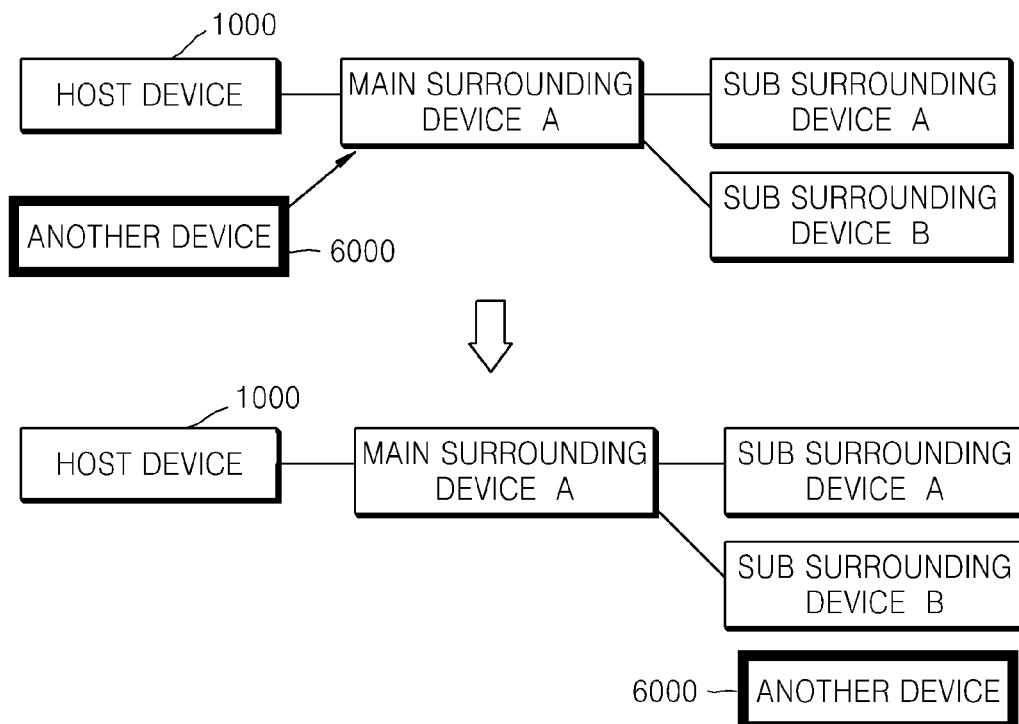 1000
HOST DEVICE
MAIN SURROUNDING
DEVICE A
SUB SURROUNDING
DEVICE A
SUB SURROUNDING
DEVICE B
ANOTHER DEVICE
6000
1000
HOST DEVICE
MAIN SURROUNDING
DEVICE A
SUB SURROUNDING
DEVICE A
SUB SURROUNDING
DEVICE B
6000
ANOTHER DEVICE